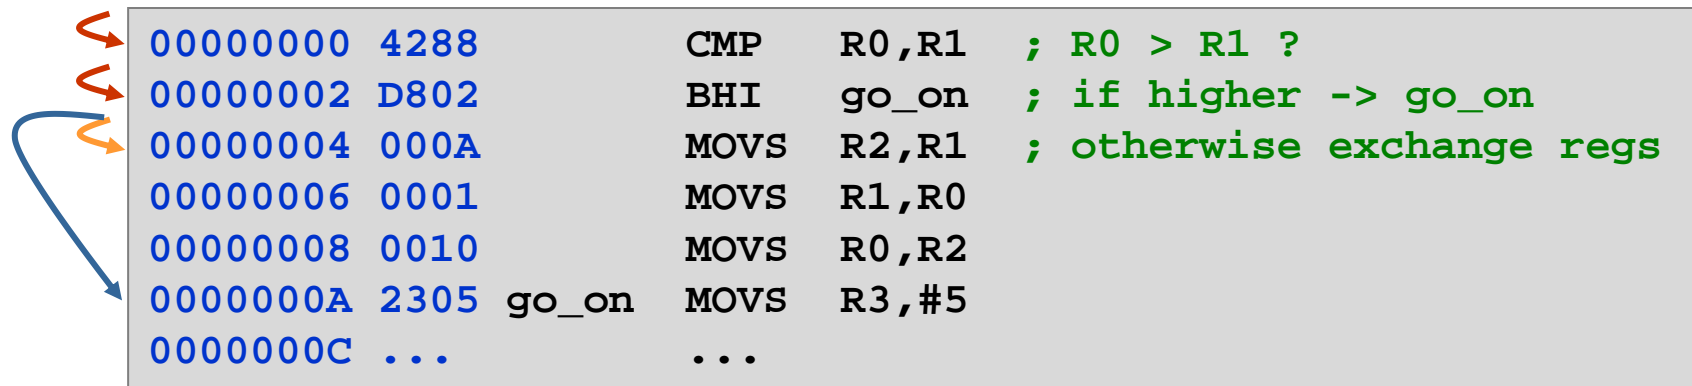 00000000 4288 CMP R0,R1 ; R0 > R1 ?
00000002 D802 BHI go_on ; if higher -> go_on
00000004 000A MOVS R2,R1 ; otherwise exchange regs
00000006 0001 MOVS R1,R0
00000008 0010 MOVS R0,R2
0000000A 2305 go_on MOVS R3,#5
0000000C ... ...